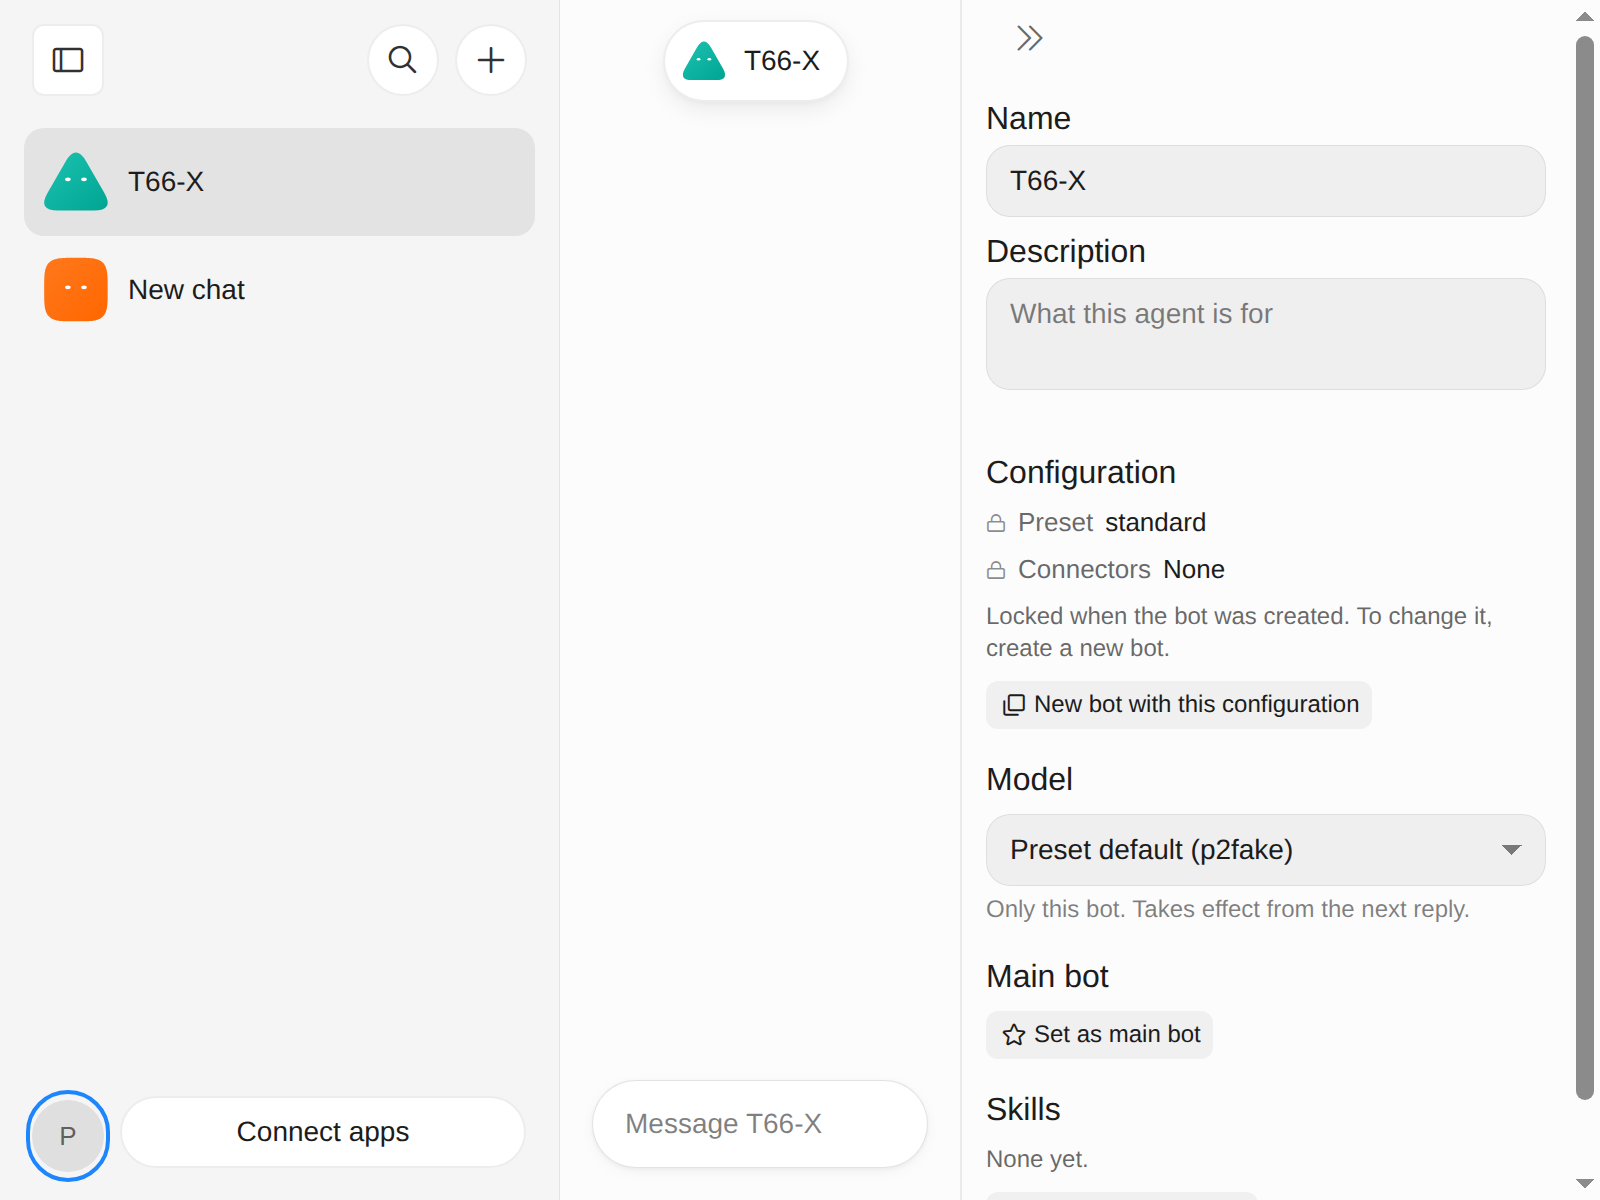 T66-X
New chat
P
Connect apps
T66-X
Message T66-X
Name
T66-X
Description
What this agent is for
Configuration
Preset standard
Connectors None
Locked when the bot was created. To change it,
create a new bot.
New bot with this configuration
Model
Preset default (p2fake)
Only this bot. Takes effect from the next reply.
Main bot
Set as main bot
Skills
None yet.